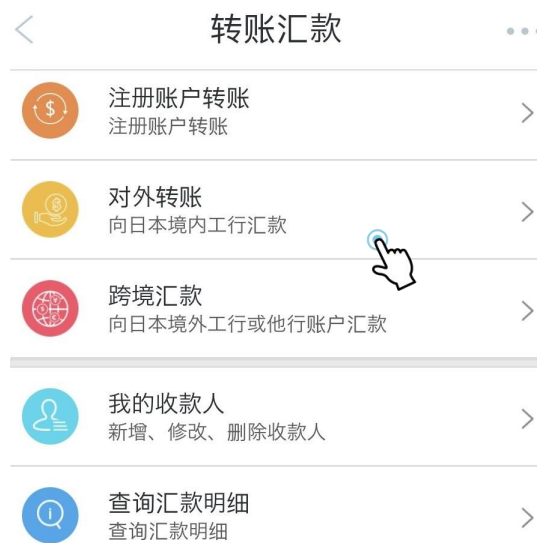 转账汇款
注册账户转账
注册账户转账
对外转账
向日本境内工行汇款
跨境汇款
向日本境外工行或他行账户汇款
我的收款人
新增、修改、删除收款人
查询汇款明细
查询汇款明细